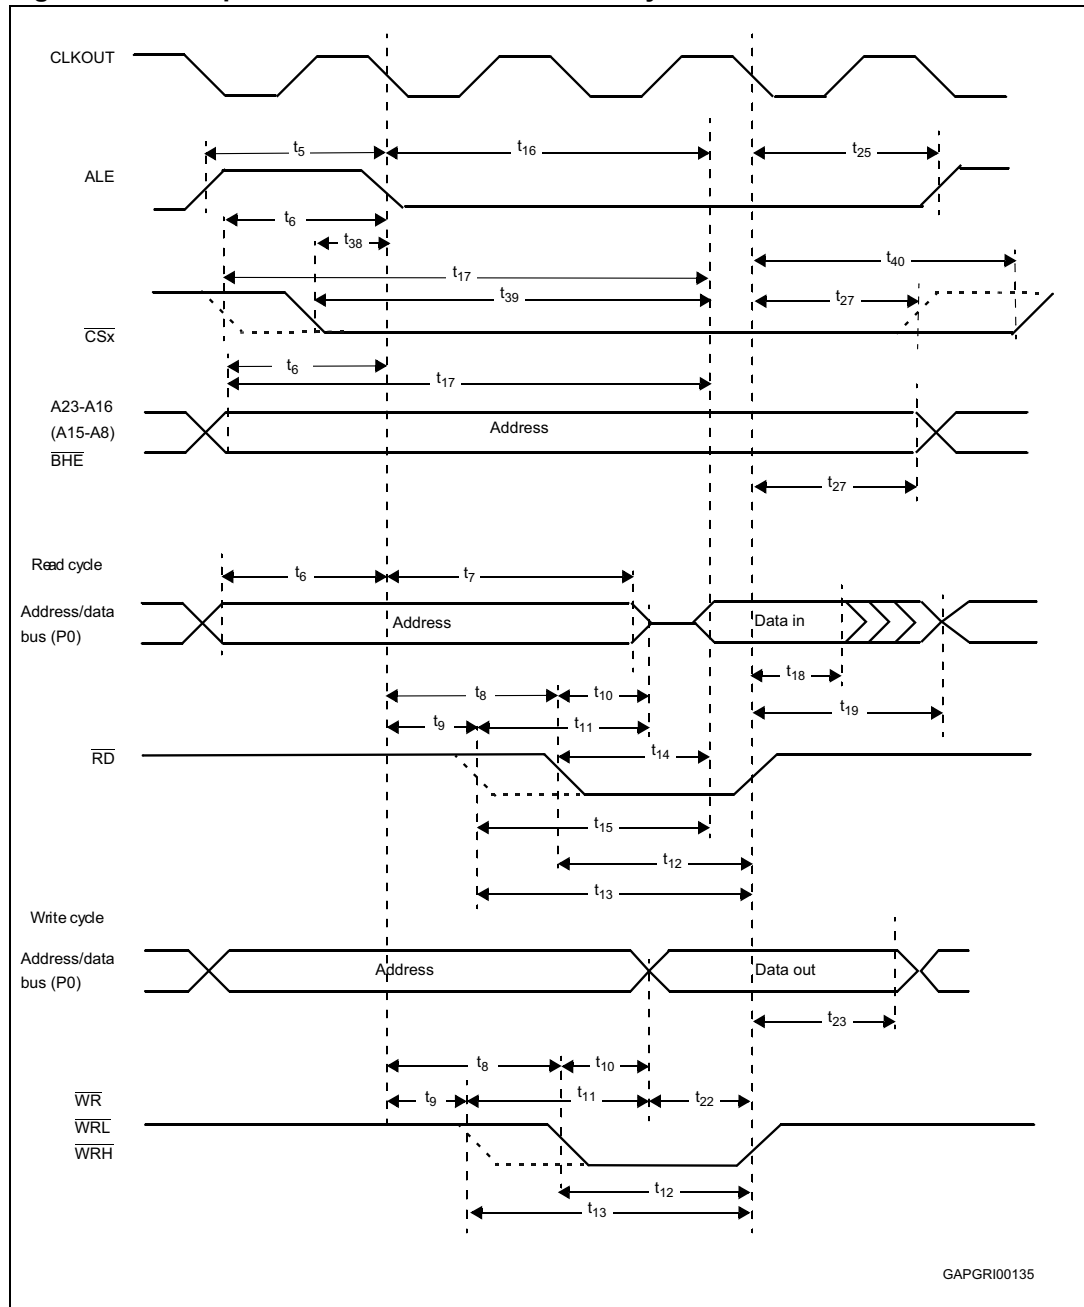 CLKOUT
t5 t16 t25
ALE
t6
t38
t40
t17
t39 t27
CSx
t6
t17
A23-A16
(A15-A8)
BHE
Address
t27
Read cycle
t6 t7
Address/data
bus (P0)
Address Data in
t18
t8 t10
t19
t9 t11
t14
RD
t15
t12
t13
Write cycle
Address/data
bus (P0)
Address Data out
t23
t8 t10
t9 t11 t22
WR
WRL
WRH
t12
t13
GAPGRI00135